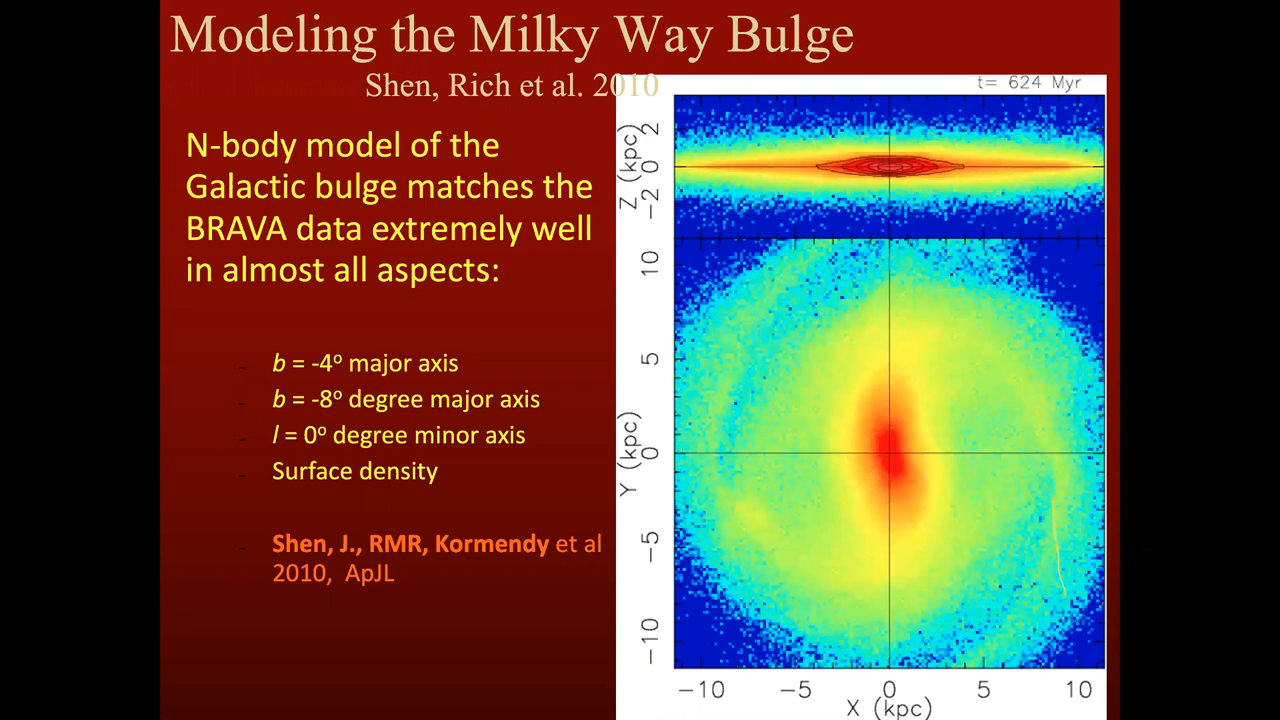 Modeling the Milky Way Bulge
Shen, Rich et al. 2010
N-body model of the
Galactic bulge matches the
BRAVA data extremely well
in almost all aspects:
- b = -4º major axis
- b = -8º degree major axis
- l = 0º degree minor axis
- Surface density
- Shen, J., RMR, Kormendy et al
2010, ApJL
t= 624 Myr
Z (kpc)
2
0
−2
Y (kpc)
10
5
0
−5
−10
−10 −5 0 5 10
X (kpc)